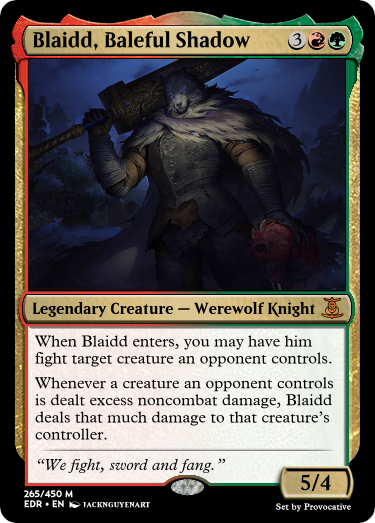 Blaidd, Baleful Shadow 3
Legendary Creature — Werewolf Knight
When Blaidd enters, you may have him
fight target creature an opponent controls.
Whenever a creature an opponent controls
is dealt excess noncombat damage, Blaidd
deals that much damage to that creature's
controller.
“We fight, sword and fang.”
5/4
265/450 M
EDR • EN JACKNGUYENART
Set by Provocative